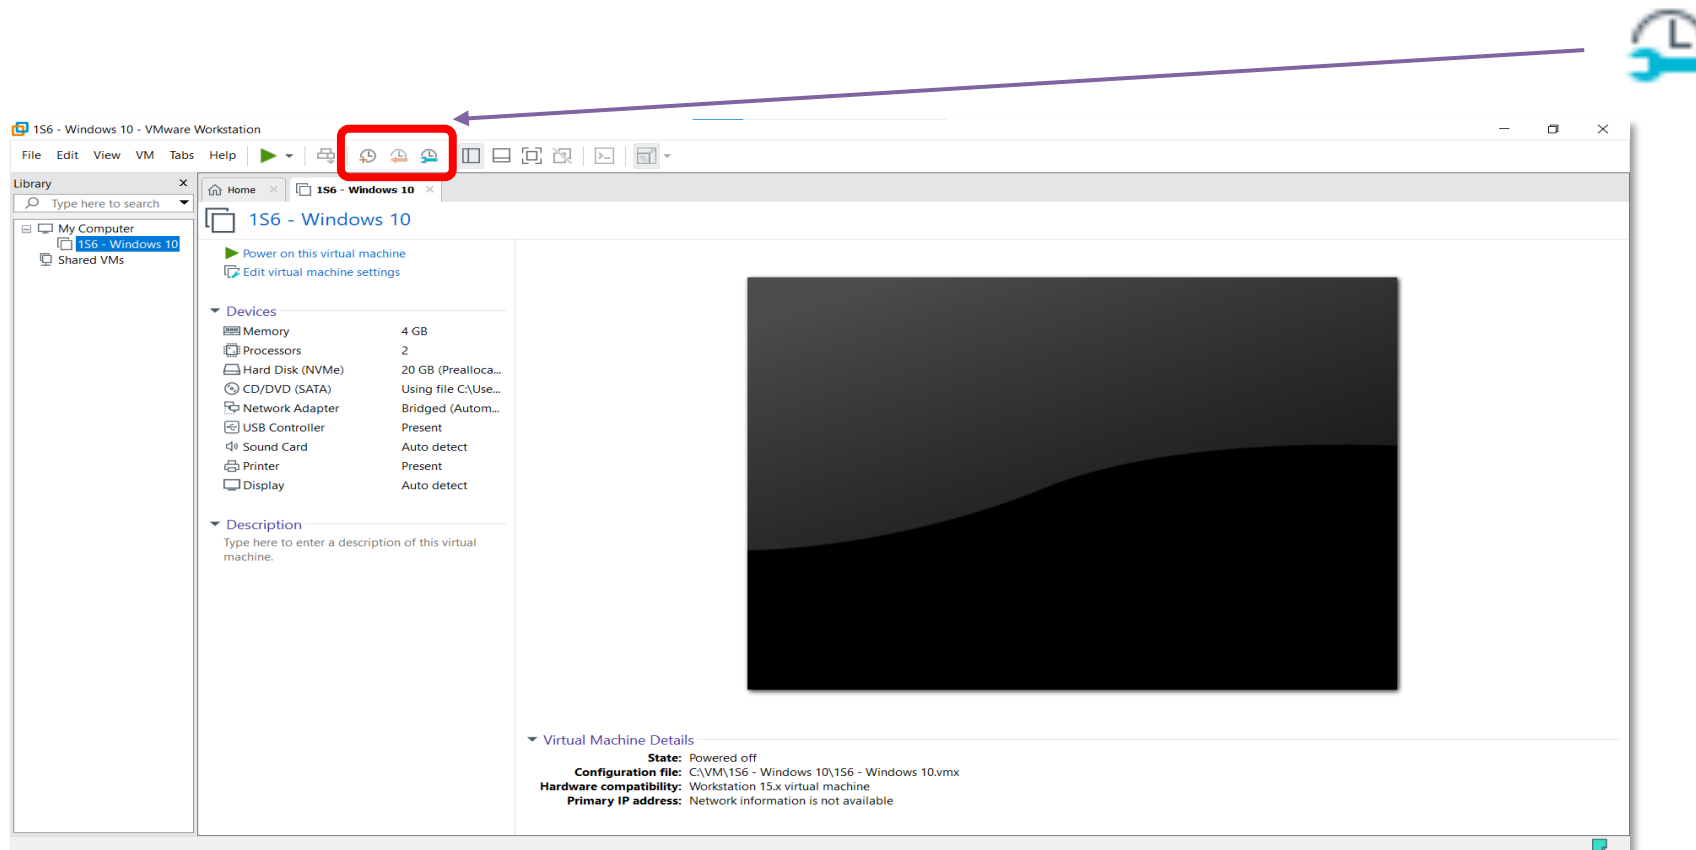 1S6 - Windows 10 - VMware Workstation
File Edit View VM Tabs Help
Library
Type here to search
My Computer
1S6 - Windows 10
Shared VMs
Home
1S6 - Windows 10
1S6 - Windows 10
Power on this virtual machine
Edit virtual machine settings
Devices
Memory 4 GB
Processors 2
Hard Disk (NVMe) 20 GB (Prealloca...
CD/DVD (SATA) Using file C:\Use...
Network Adapter Bridged (Autom...
USB Controller Present
Sound Card Auto detect
Printer Present
Display Auto detect
Description
Type here to enter a description of this virtual
machine.
Virtual Machine Details
State: Powered off
Configuration file: C:\VM\1S6 - Windows 10\1S6 - Windows 10.vmx
Hardware compatibility: Workstation 15.x virtual machine
Primary IP address: Network information is not available